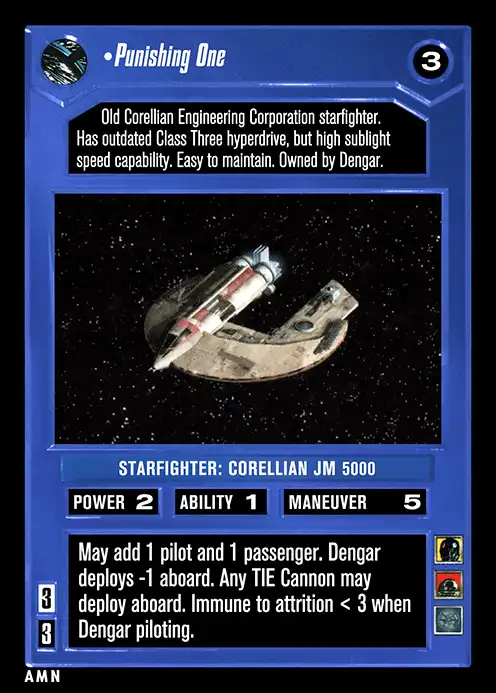 •Punishing One
3
Old Corellian Engineering Corporation starfighter.
Has outdated Class Three hyperdrive, but high sublight
speed capability. Easy to maintain. Owned by Dengar.
STARFIGHTER: CORELLIAN JM 5000
POWER 2 ABILITY 1 MANEUVER 5
May add 1 pilot and 1 passenger. Dengar
deploys -1 aboard. Any TIE Cannon may
deploy aboard. Immune to attrition < 3 when
Dengar piloting.
3
3
AMN